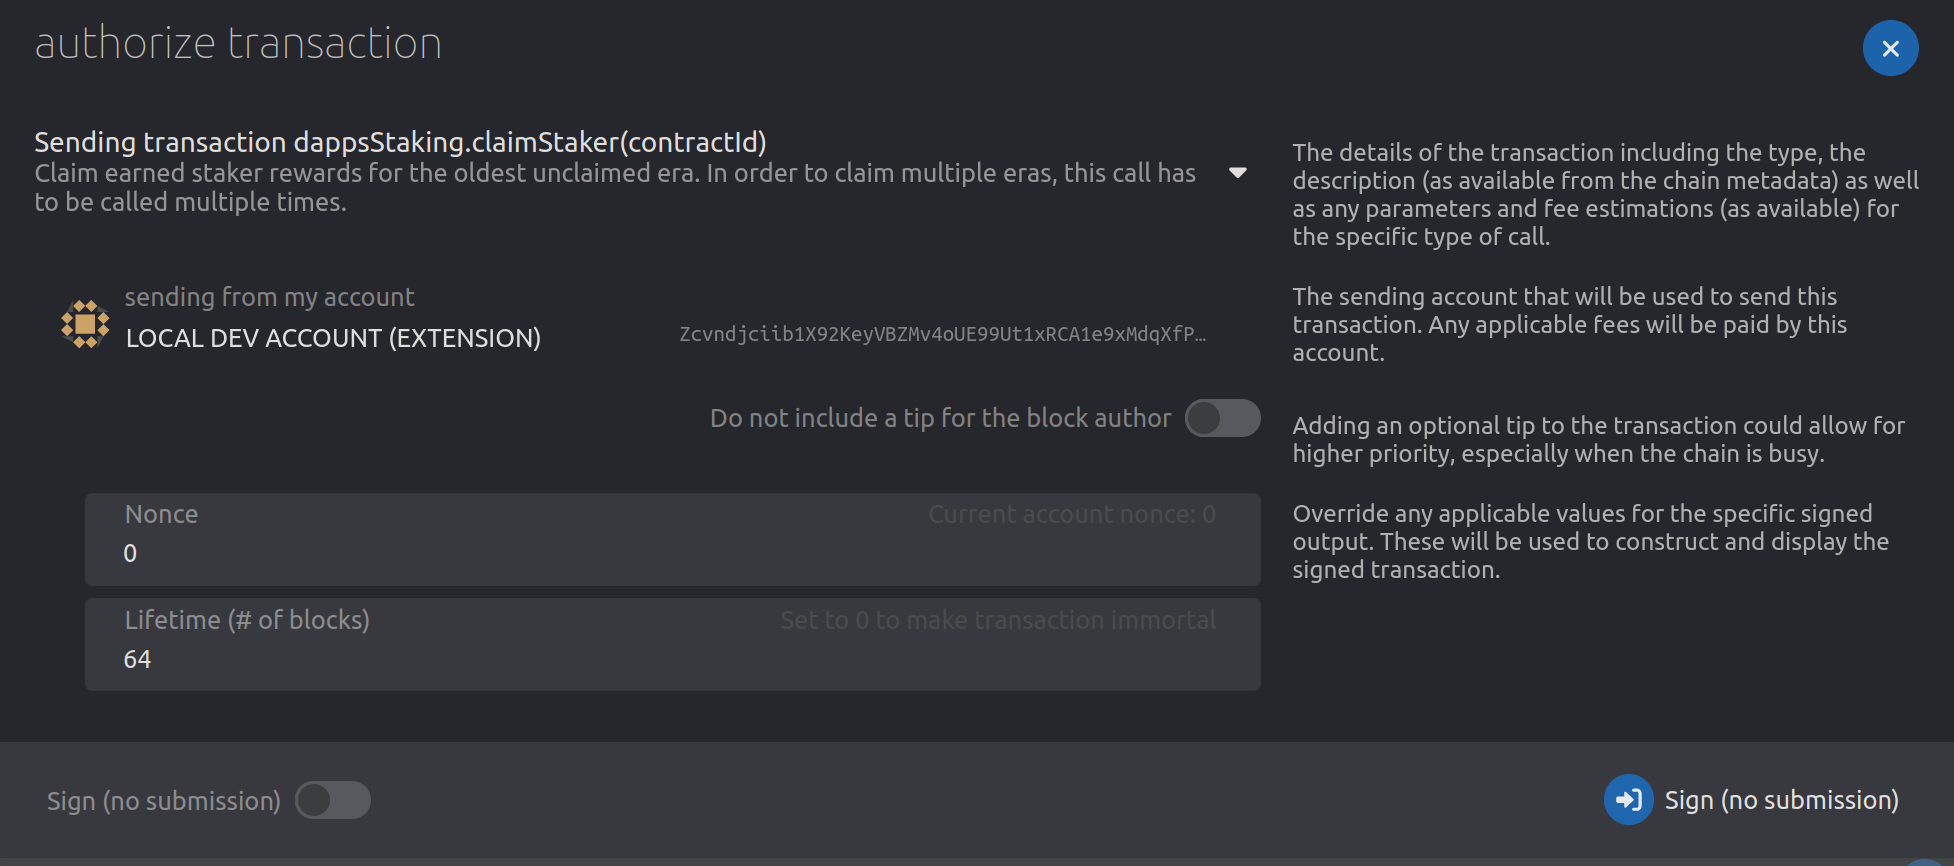 authorize transaction
Sending transaction dappsStaking.claimStaker(contractId)
Claim earned staker rewards for the oldest unclaimed era. In order to claim multiple eras, this call has
to be called multiple times.
The details of the transaction including the type, the
description (as available from the chain metadata) as well
as any parameters and fee estimations (as available) for
the specific type of call.
sending from my account
LOCAL DEV ACCOUNT (EXTENSION)
Zcvndjciib1X92KeyVBZMv4oUE99Ut1xRCA1e9xMdqXfP…
The sending account that will be used to send this
transaction. Any applicable fees will be paid by this
account.
Do not include a tip for the block author
Adding an optional tip to the transaction could allow for
higher priority, especially when the chain is busy.
Nonce
Current account nonce: 0
0
Lifetime (# of blocks)
Set to 0 to make transaction immortal
64
Override any applicable values for the specific signed
output. These will be used to construct and display the
signed transaction.
Sign (no submission)
Sign (no submission)